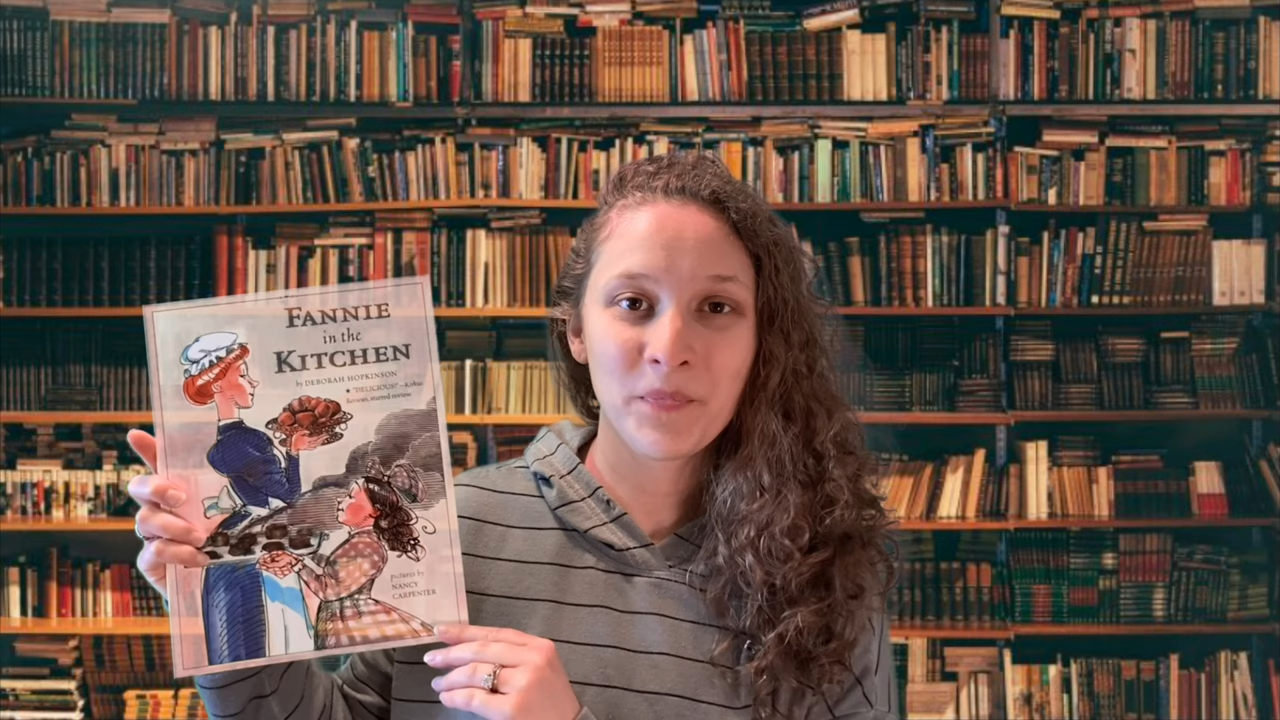 FANNIE
in the
KITCHEN
by DEBORAH HOPKINSON
★ "DELICIOUS!" —Kirkus
Reviews, starred review
pictures by
NANCY
CARPENTER